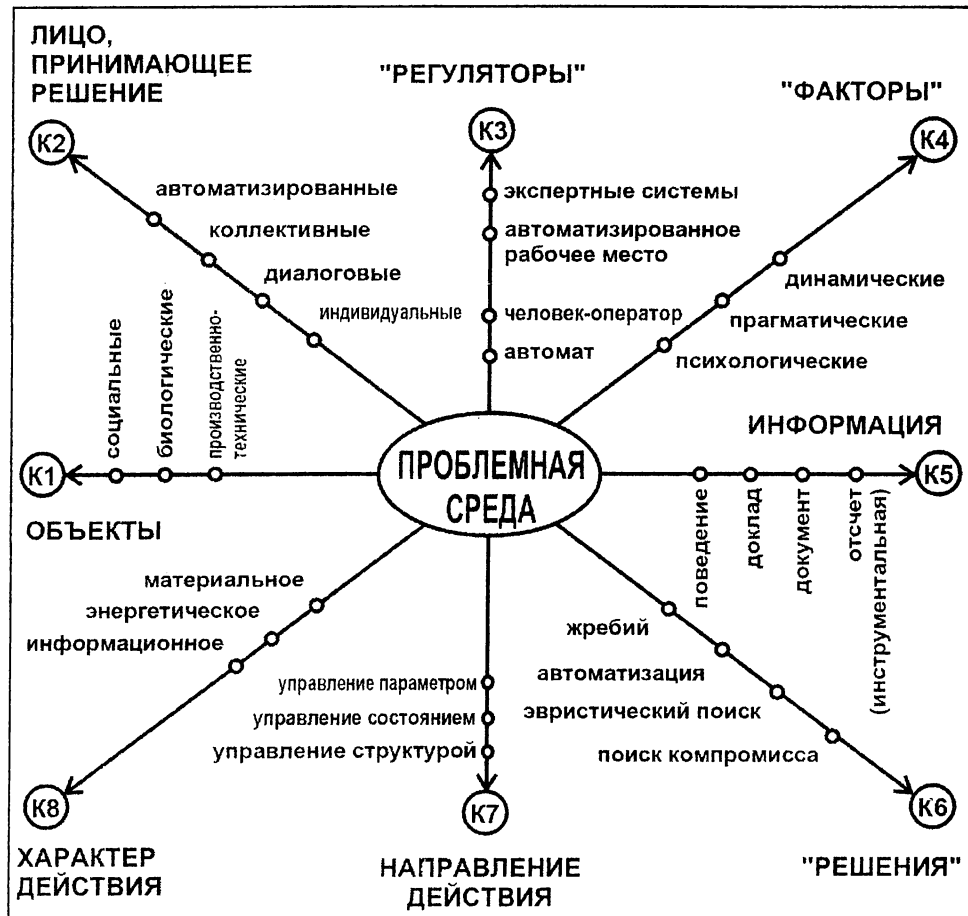 ЛИЦО,
ПРИНИМАЮЩЕЕ
РЕШЕНИЕ
К2
автоматизированные
коллективные
диалоговые
индивидуальные
"РЕГУЛЯТОРЫ"
К3
экспертные системы
автоматизированное
рабочее место
человек-оператор
автомат
"ФАКТОРЫ"
К4
динамические
прагматические
психологические
социальные
биологические
производственно-
технические
К1
ОБЪЕКТЫ
ПРОБЛЕМНАЯ
СРЕДА
ИНФОРМАЦИЯ
К5
поведение
доклад
документ
отсчет
(инструментальная)
материальное
энергетическое
информационное
К8
ХАРАКТЕР
ДЕЙСТВИЯ
управление параметром
управление состоянием
управление структурой
К7
НАПРАВЛЕНИЕ
ДЕЙСТВИЯ
жребий
автоматизация
эвристический поиск
поиск компромисса
К6
"РЕШЕНИЯ"